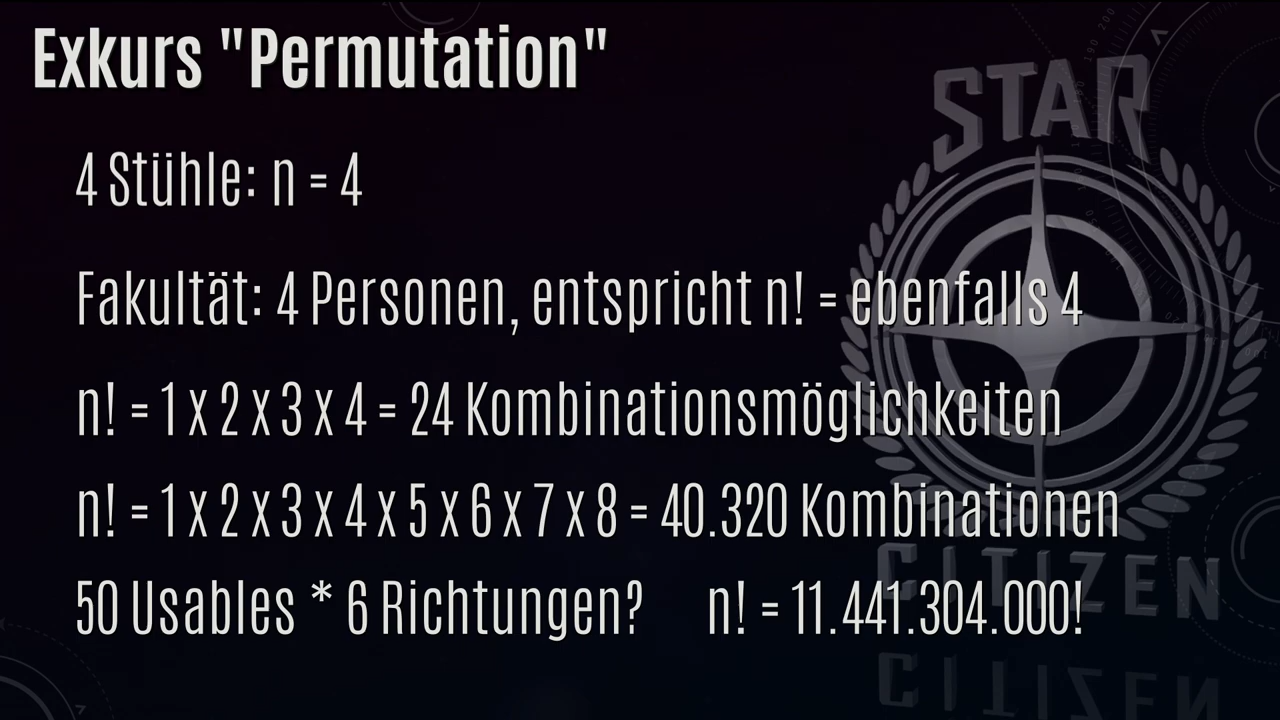 Exkurs "Permutation"
STAR
4 Stühle: n = 4
Fakultät: 4 Personen, entspricht n! = ebenfalls 4
n! = 1 x 2 x 3 x 4 = 24 Kombinationsmöglichkeiten
n! = 1 x 2 x 3 x 4 x 5 x 6 x 7 x 8 = 40.320 Kombinationen
CITIZEN
50 Usables * 6 Richtungen? n! = 11.441.304.000!